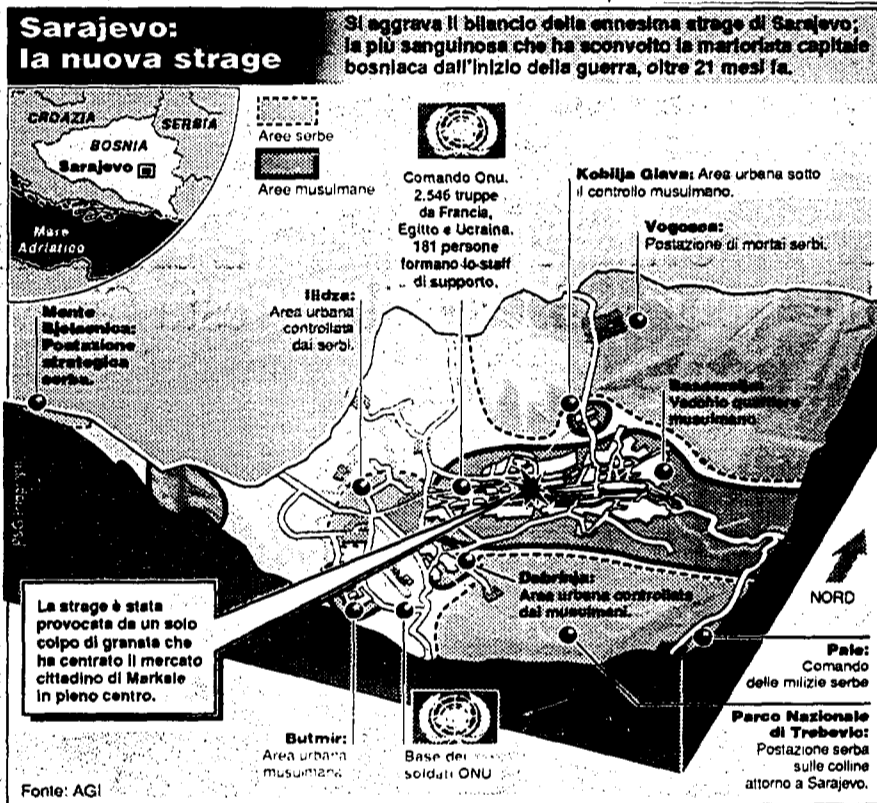 Sarajevo:
la nuova strage
Si aggrava il bilancio della ennesima strage di Sarajevo;
la più sanguinosa che ha sconvolto la martoriata capitale
bosniaca dall'inizio della guerra, oltre 21 mesi fa.
CROAZIA
SERBIA
BOSNIA
Sarajevo
Mare
Adriatico
Aree serbe
Aree musulmane
Comando Onu.
2.546 truppe
da Francia,
Egitto e Ucraina.
181 persone
formano lo staff
di supporto.
Kobilja Glava: Area urbana sotto
il controllo musulmano.
Vogosca:
Postazione di mortai serbi.
Ilidza:
Area urbana
controllata
dai serbi.
Monte
Bjelasnica:
Postazione
strategica
serba.
Vecchio quartiere
musulmano
Dobrinja:
Area urbana controllata
dai musulmani.
NORD
La strage è stata
provocata da un solo
colpo di granata che
ha centrato il mercato
cittadino di Markale
in pieno centro.
Pale:
Comando
delle milizie serbe
Butmir:
Area urbana
musulmana
Base dei
soldati ONU
Parco Nazionale
di Trebevic:
Postazione serba
sulle colline
attorno a Sarajevo.
Fonte: AGI